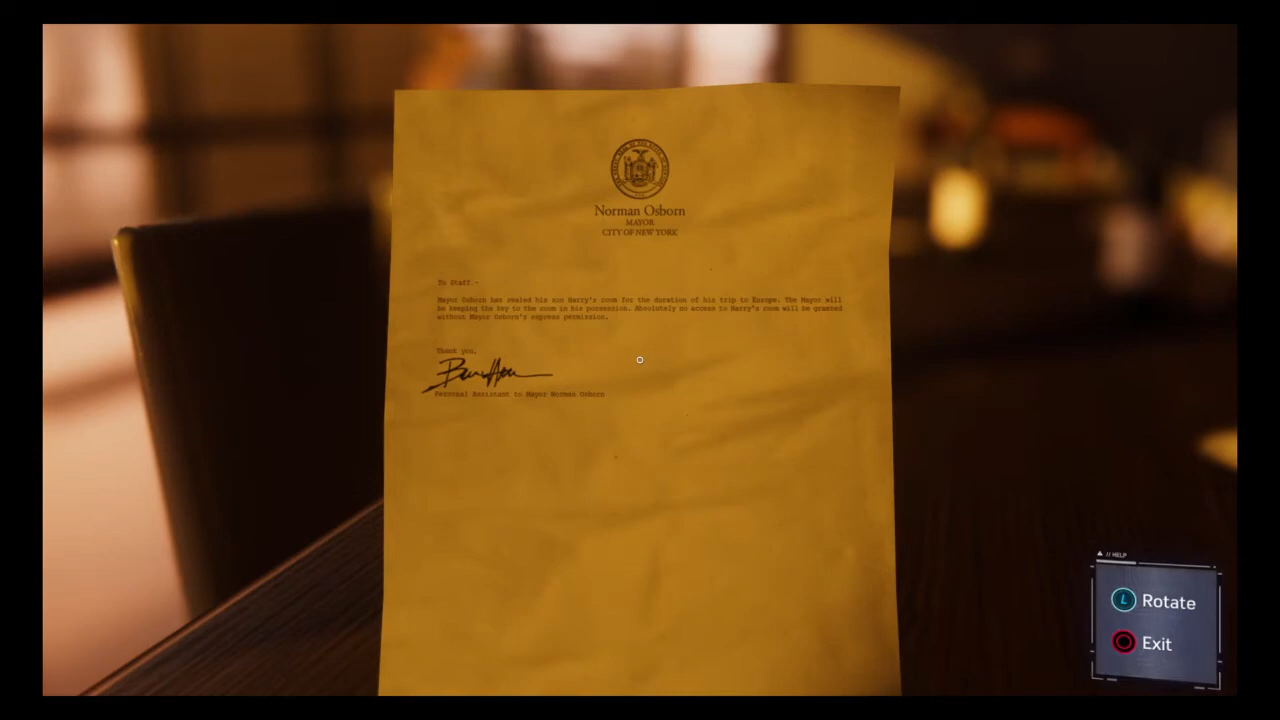 Norman Osborn
MAYOR
CITY OF NEW YORK
To Staff.-
Mayor Osborn has sealed his son Harry's room for the duration of his trip to Europe. The Mayor will
be keeping the key to the room in his possession. Absolutely no access to Harry's room will be granted
without Mayor Osborn's express permission.
Thank you,
Personal Assistant to Mayor Norman Osborn
// HELP
L Rotate
Exit